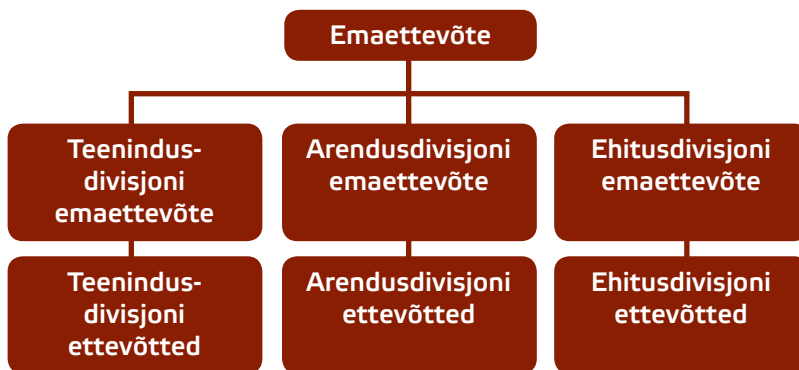 Emaettevõte
Teenindus-
divisjoni
emaettevõte
Arendusdivisjoni
emaettevõte
Ehitusdivisjoni
emaettevõte
Teenindus-
divisjoni
ettevõtted
Arendusdivisjoni
ettevõtted
Ehitusdivisjoni
ettevõtted